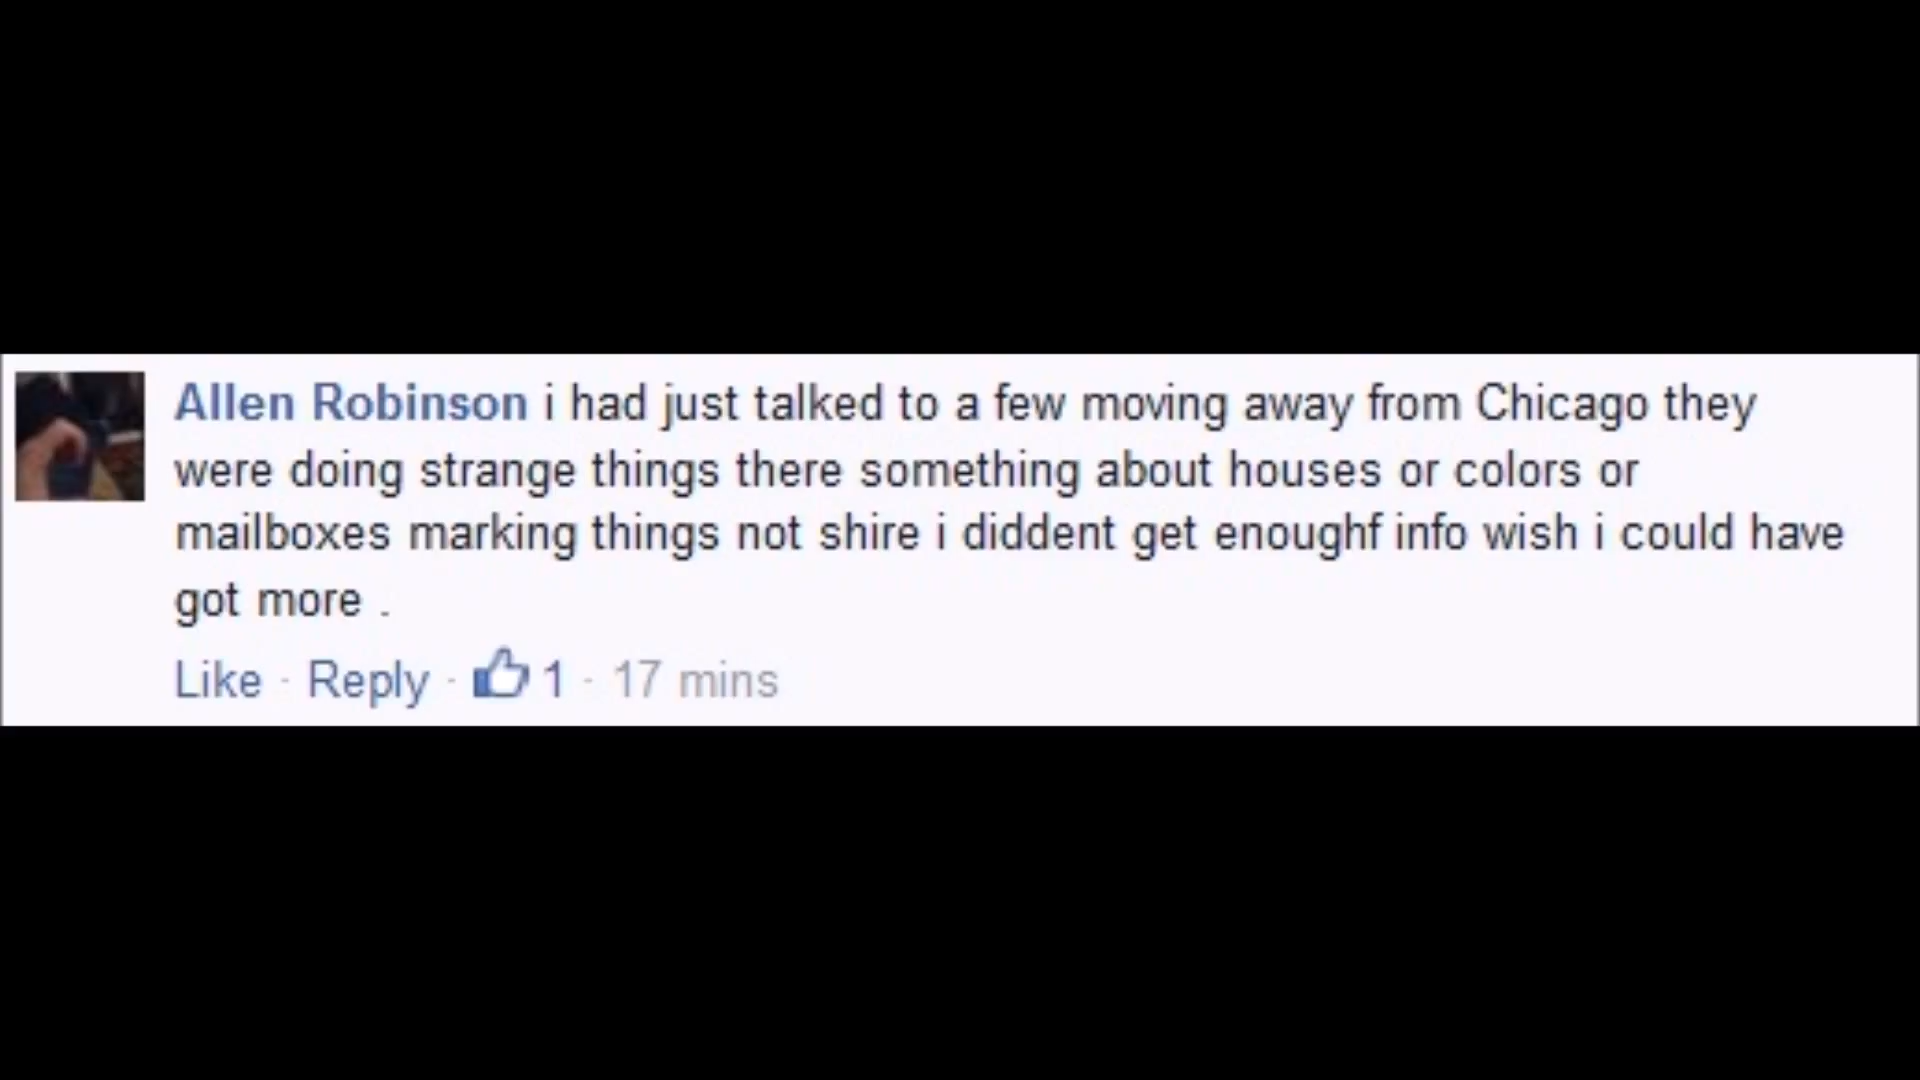 Allen Robinson i had just talked to a few moving away from Chicago they
were doing strange things there something about houses or colors or
mailboxes marking things not shire i diddent get enoughf info wish i could have
got more .
Like · Reply · 1 · 17 mins